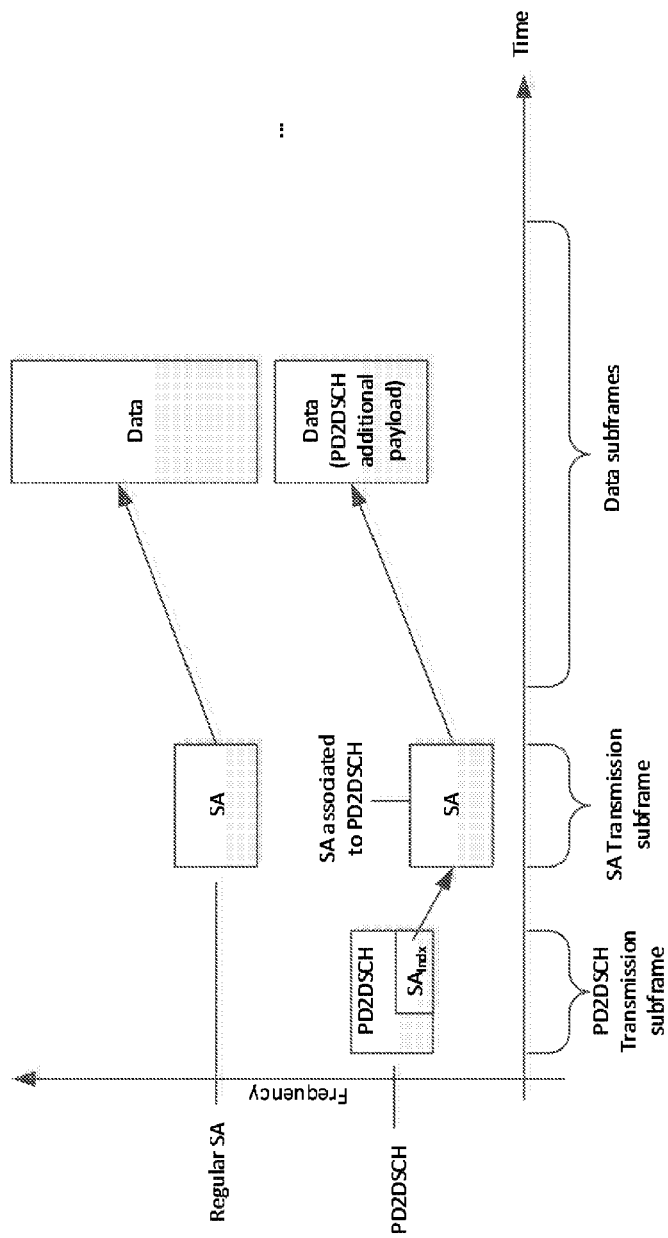 Regular SA
PD2DSCH
Frequency
Time
...
Data
Data
(PD2DSCH
additional
payload)
SA
SA associated
to PD2DSCH
SA
PD2DSCH
SAIndx
PD2DSCH
Transmission
subframe
SA Transmission
subframe
Data subframes